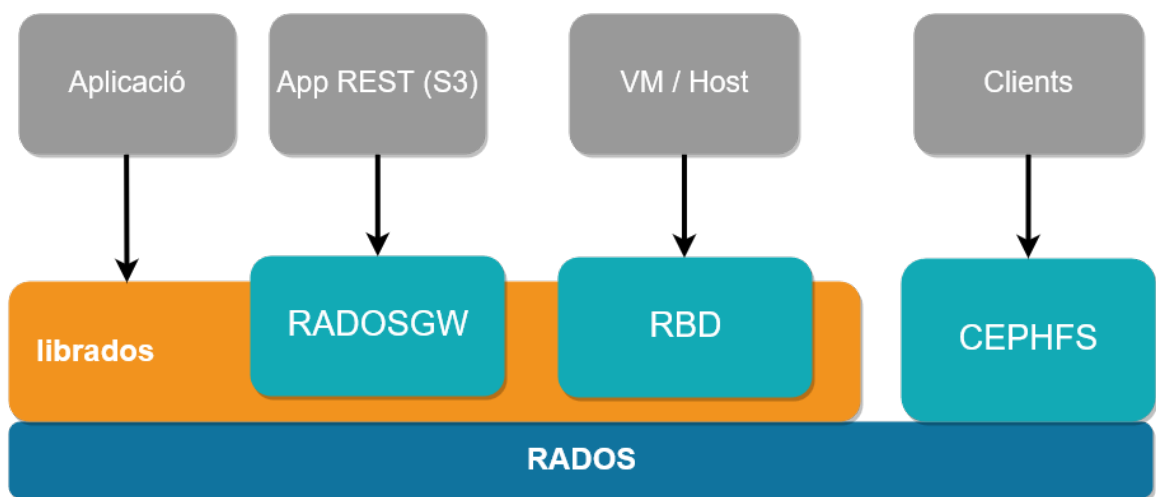 Aplicació
App REST (S3)
VM / Host
Clients
RADOSGW
RBD
CEPHFS
librados
RADOS